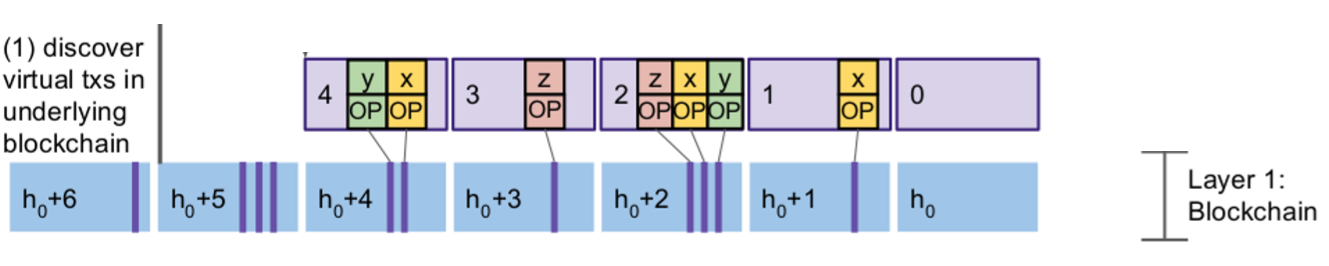 (1) discover
virtual txs in
underlying
blockchain
4 y x
OP OP
3 z
OP
2 z x y
OP OP OP
1 x
OP
0
h0+6 h0+5 h0+4 h0+3 h0+2 h0+1 h0
Layer 1:
Blockchain